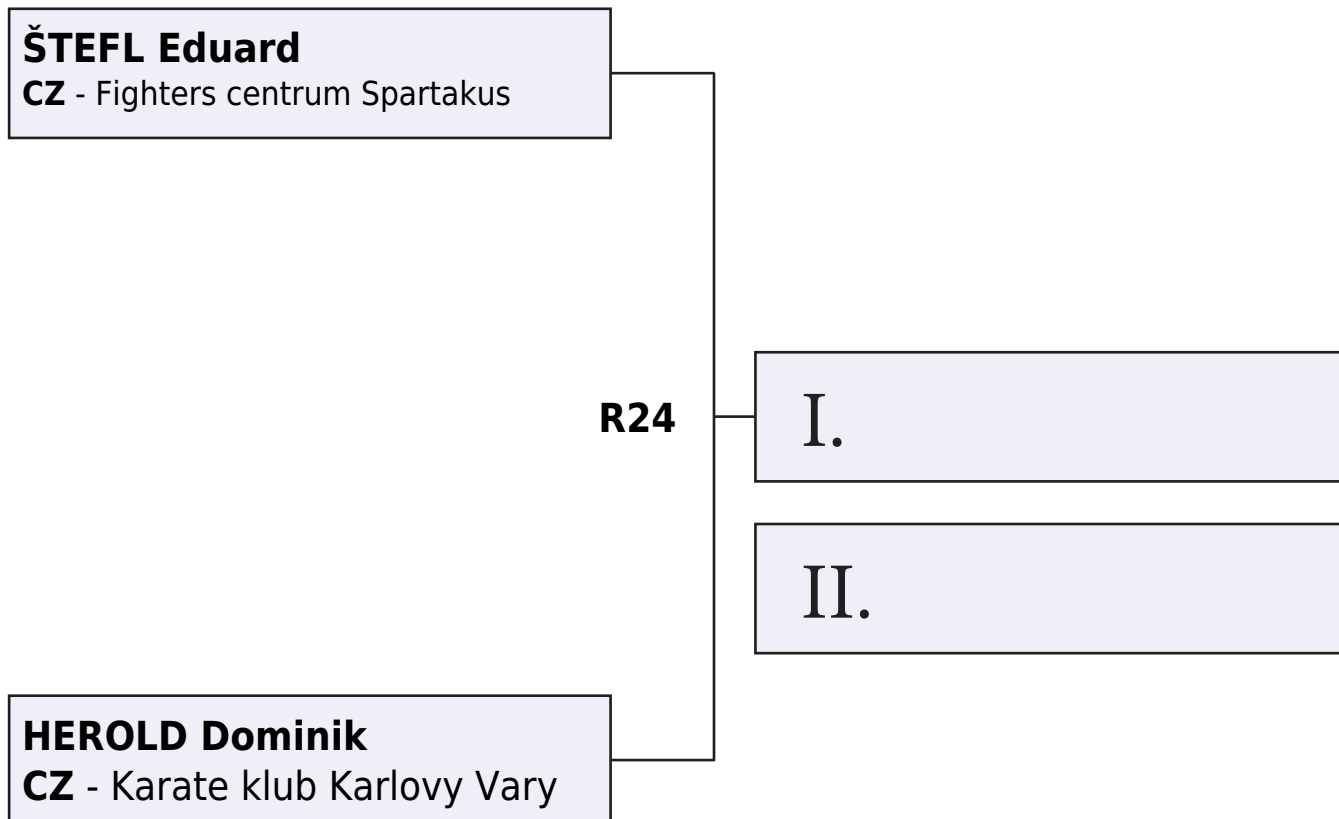 ŠTEFL Eduard
CZ - Fighters centrum Spartakus
R24
I.
II.
HEROLD Dominik
CZ - Karate klub Karlovy Vary